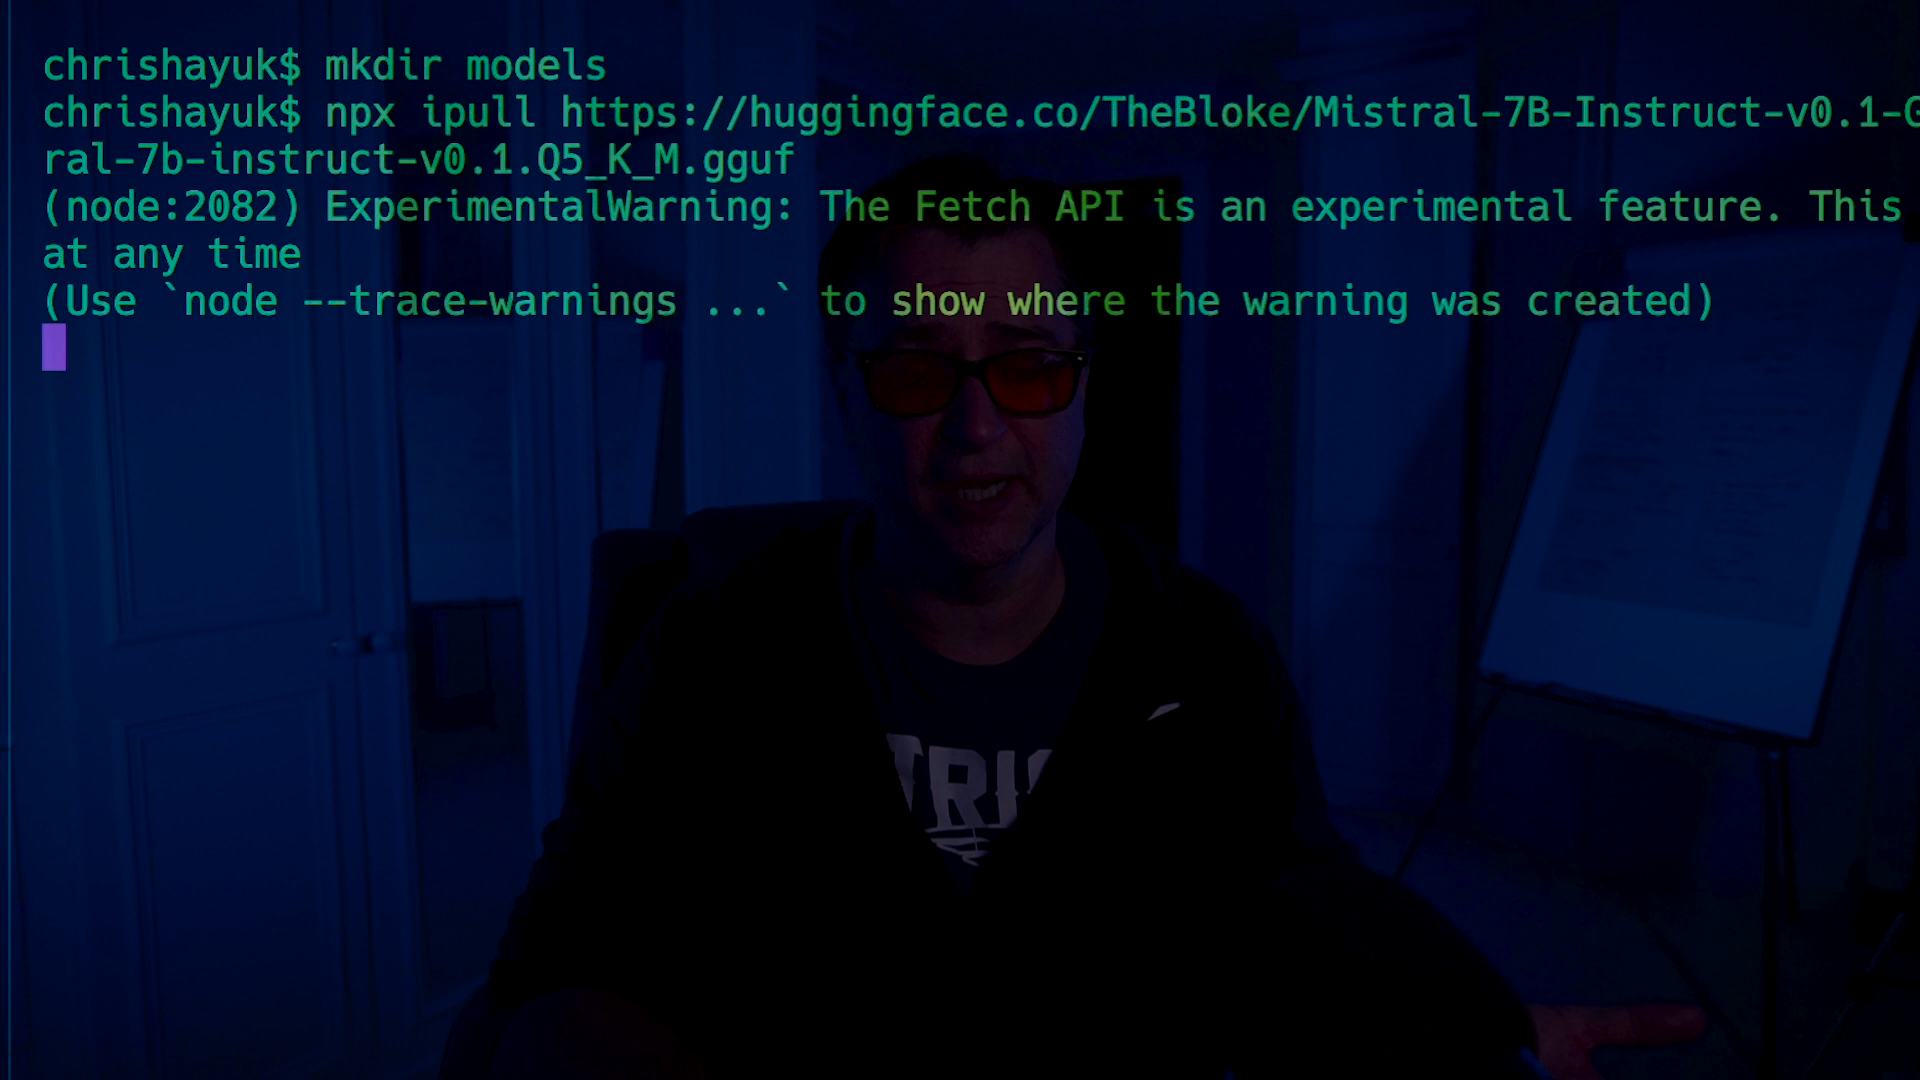 chrishayuk$ mkdir models
chrishayuk$ npx ipull https://huggingface.co/TheBloke/Mistral-7B-Instruct-v0.1-G
ral-7b-instruct-v0.1.Q5_K_M.gguf
(node:2082) ExperimentalWarning: The Fetch API is an experimental feature. This
at any time
(Use `node --trace-warnings ...` to show where the warning was created)
TRI